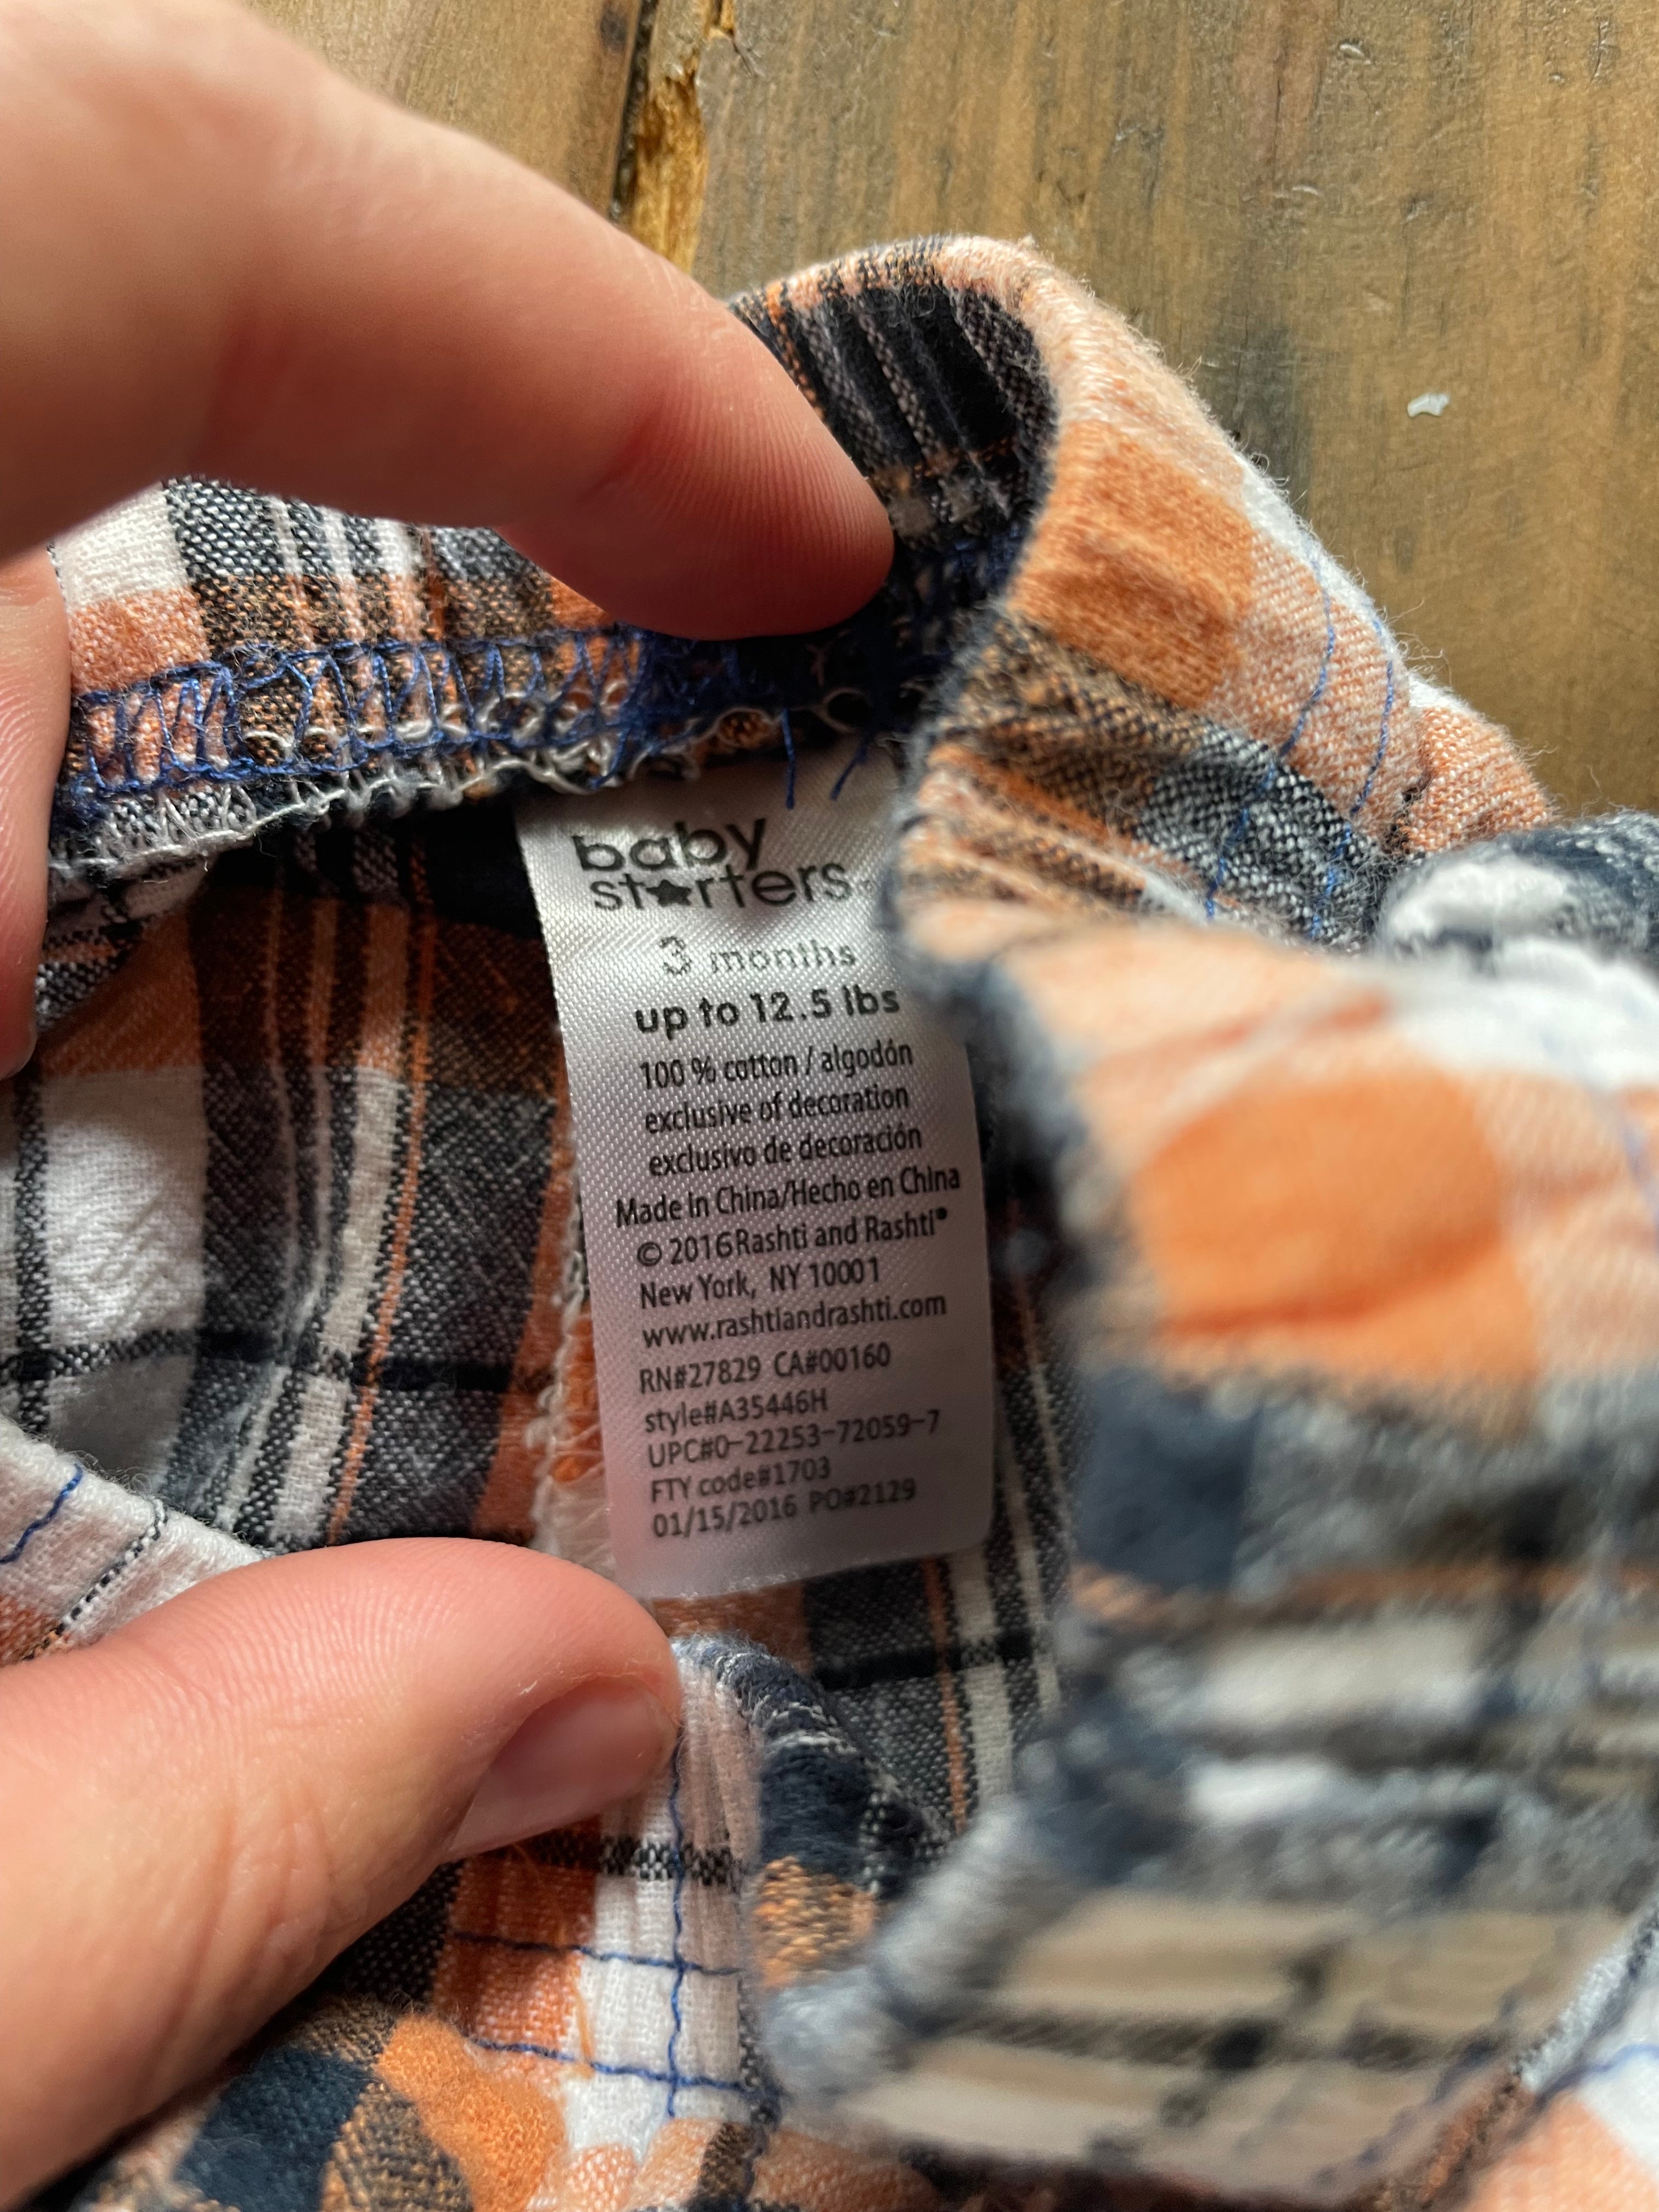 baby
starters
3 months
up to 12.5 lbs
100 % cotton / algodón
exclusive of decoration
exclusivo de decoración
Made in China/Hecho en China
© 2016 Rashti and Rashti®
New York, NY 10001
www.rashtiandrashti.com
RN#27829 CA#00160
style#A35446H
UPC#0-22253-72059-7
FTY code#1703
01/15/2016 PO#2129